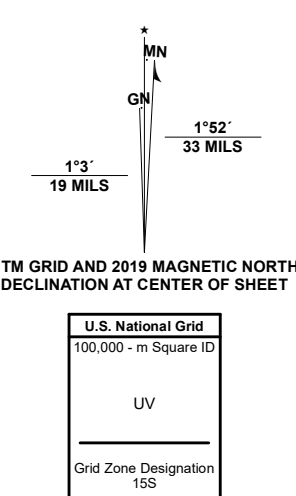 MN
GN
1°52´
33 MILS
1°3´
19 MILS
TM GRID AND 2019 MAGNETIC NORTH
DECLINATION AT CENTER OF SHEET
U.S. National Grid
100,000 - m Square ID
UV
Grid Zone Designation
15S